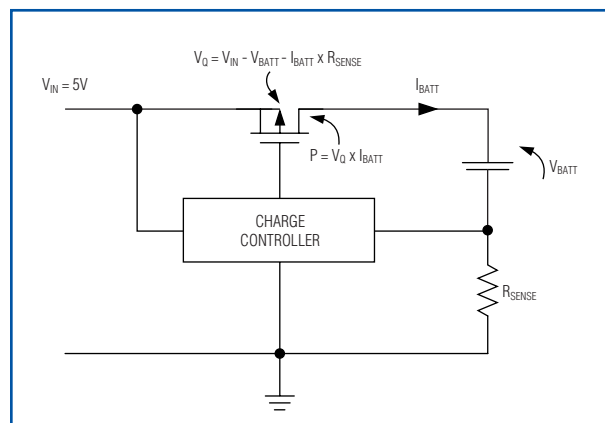 V_Q = V_IN - V_BATT - I_BATT x R_SENSE
V_IN = 5V
I_BATT
P = V_Q x I_BATT
V_BATT
CHARGE
CONTROLLER
R_SENSE